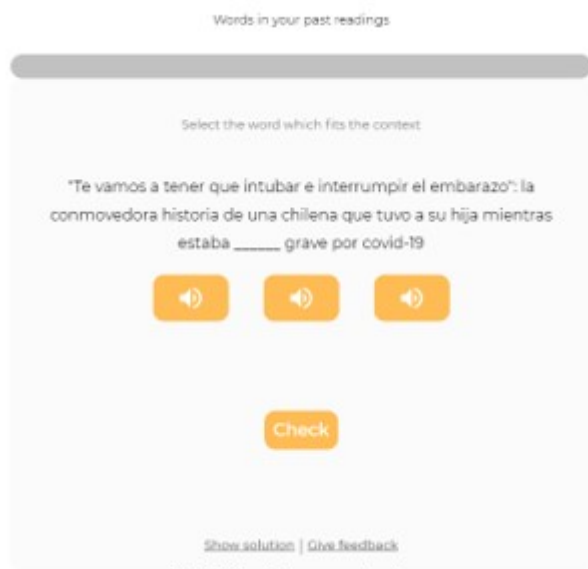 Words in your past readings
Select the word which fits the context
"Te vamos a tener que intubar e interrumpir el embarazo": la
conmovedora historia de una chilena que tuvo a su hija mientras
estaba ______ grave por covid-19
Check
Show solution | Give feedback